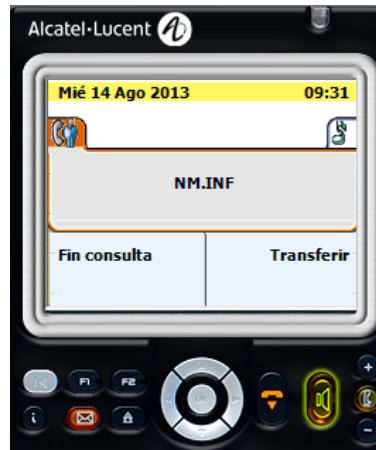 Alcatel·Lucent
Mié 14 Ago 2013 09:31
NM.INF
Fin consulta Transferir
F1 F2 OK +
i -